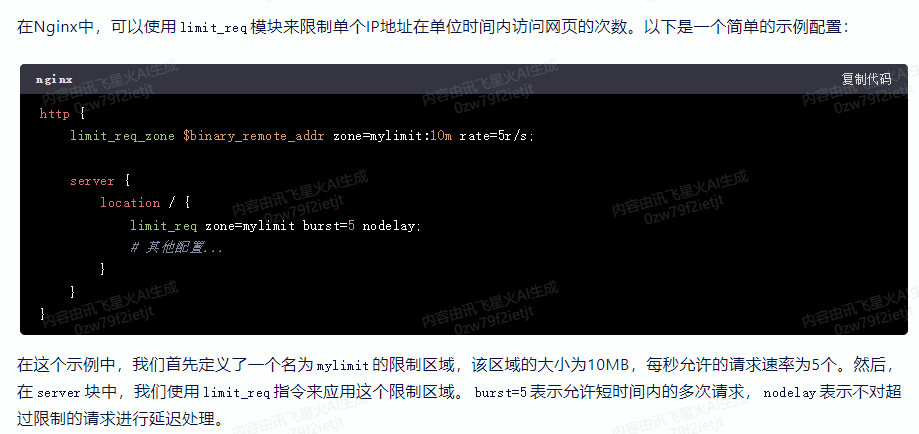 在Nginx中，可以使用limit_req模块来限制单个IP地址在单位时间内访问网页的次数。以下是一个简单的示例配置：
nginx 复制代码
http {
    limit_req_zone $binary_remote_addr zone=mylimit:10m rate=5r/s;

    server {
        location / {
            limit_req zone=mylimit burst=5 nodelay;
            # 其他配置...
        }
    }
}
在这个示例中，我们首先定义了一个名为mylimit的限制区域，该区域的大小为10MB，每秒允许的请求速率为5个。然后，
在server块中，我们使用limit_req指令来应用这个限制区域。burst=5表示允许短时间内的多次请求，nodelay表示不对超
过限制的请求进行延迟处理。
内容由讯飞星火AI生成
0zw79f2ietjt